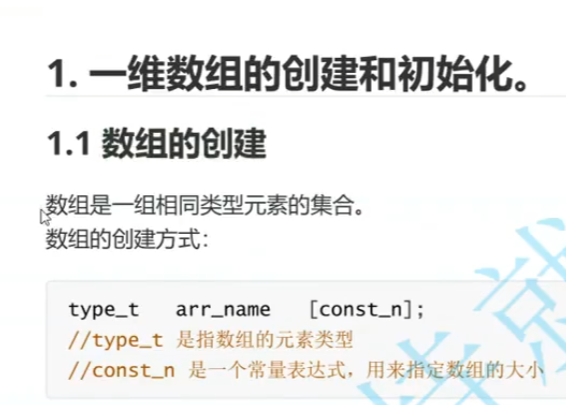 1. 一维数组的创建和初始化。
1.1 数组的创建
数组是一组相同类型元素的集合。
数组的创建方式：
type_t   arr_name   [const_n];
//type_t 是指数组的元素类型
//const_n 是一个常量表达式，用来指定数组的大小